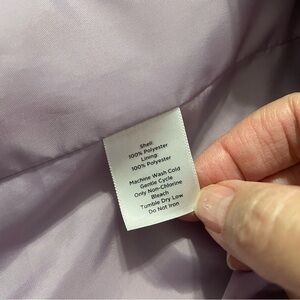 Shell:
100% Polyester
Lining:
100% Polyester
Machine Wash Cold
Gentle Cycle
Only Non-Chlorine
Bleach
Tumble Dry Low
Do Not Iron